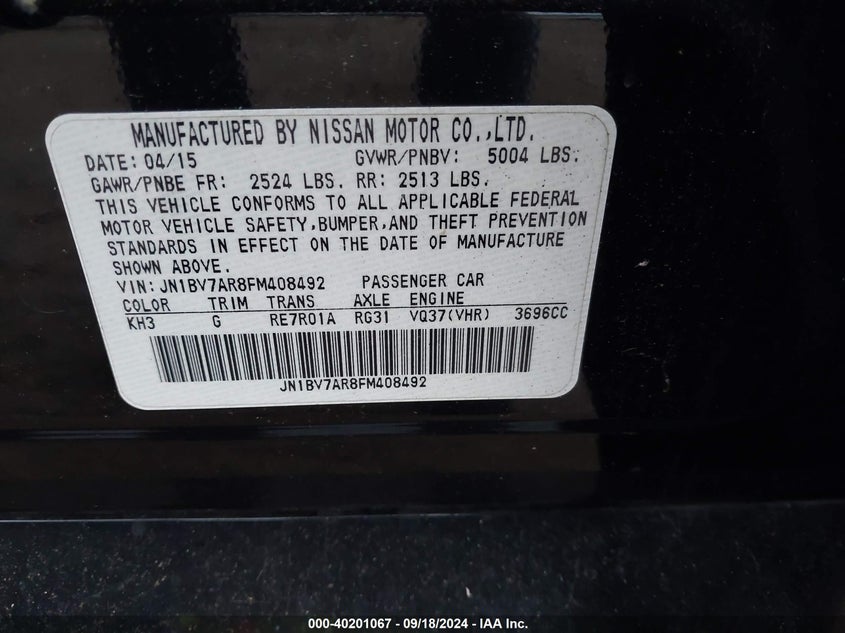 MANUFACTURED BY NISSAN MOTOR CO.,LTD.
DATE: 04/15 GVWR/PNBV: 5004 LBS.
GAWR/PNBE FR: 2524 LBS. RR: 2513 LBS.
THIS VEHICLE CONFORMS TO ALL APPLICABLE FEDERAL
MOTOR VEHICLE SAFETY,BUMPER,AND THEFT PREVENTION
STANDARDS IN EFFECT ON THE DATE OF MANUFACTURE
SHOWN ABOVE.
VIN: JN1BV7AR8FM408492 PASSENGER CAR
COLOR TRIM TRANS AXLE ENGINE
KH3 G RE7R01A RG31 VQ37(VHR) 3696CC
JN1BV7AR8FM408492
000-40201067 - 09/18/2024 - IAA Inc.